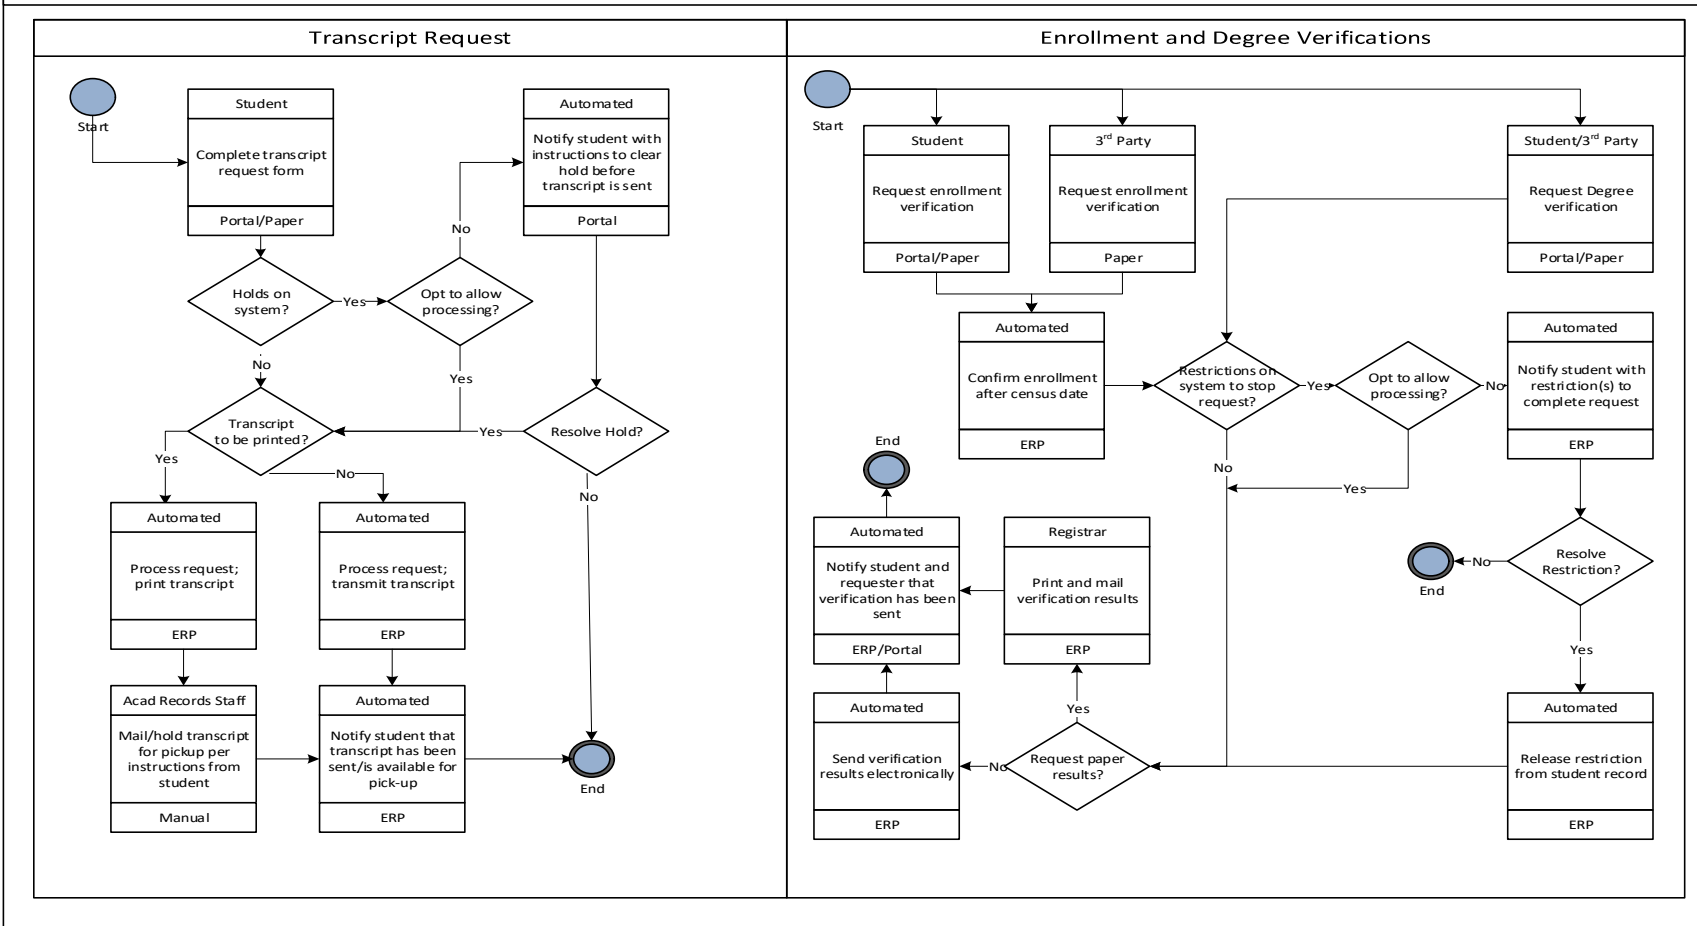 Transcript Request
Start
Student
Complete transcript
request form
Portal/Paper
Automated
Notify student with
instructions to clear
hold before
transcript is sent
Portal
Holds on
system?
Yes
Opt to allow
processing?
No
No
Yes
Transcript
to be printed?
Yes
Resolve Hold?
Yes
No
No
Automated
Process request;
print transcript
ERP
Automated
Process request;
transmit transcript
ERP
Acad Records Staff
Mail/hold transcript
for pickup per
instructions from
student
Manual
Automated
Notify student that
transcript has been
sent/is available for
pick-up
ERP
End
Enrollment and Degree Verifications
Start
Student
Request enrollment
verification
Portal/Paper
3rd Party
Request enrollment
verification
Paper
Student/3rd Party
Request Degree
verification
Portal/Paper
Automated
Confirm enrollment
after census date
ERP
Restrictions on
system to stop
request?
Yes
Opt to allow
processing?
No
Automated
Notify student with
restriction(s) to
complete request
ERP
No
Yes
End
Automated
Notify student and
requester that
verification has been
sent
ERP/Portal
Registrar
Print and mail
verification results
ERP
End
No
Resolve
Restriction?
Yes
Automated
Send verification
results electronically
ERP
No
Request paper
results?
Yes
Automated
Release restriction
from student record
ERP